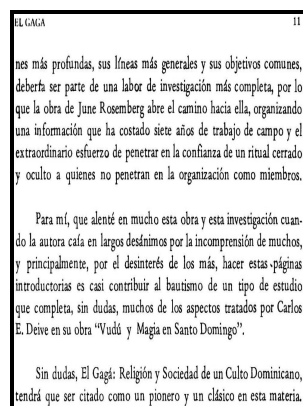 EL GAGA 11
nes más profundas, sus líneas más generales y sus objetivos comunes,
debería ser parte de una labor de investigación más completa, por lo
que la obra de June Rosemberg abre el camino hacia ella, organizando
una información que ha costado siete años de trabajo de campo y el
extraordinario esfuerzo de penetrar en la confianza de un ritual cerrado
y oculto a quienes no penetran en la organización como miembros.
Para mí, que alenté en mucho esta obra y esta investigación cuan-
do la autora caía en largos desánimos por la incomprensión de muchos,
y principalmente, por el desinterés de los más, hacer estas páginas
introductorias es casi contribuir al bautismo de un tipo de estudio
que completa, sin dudas, muchos de los aspectos tratados por Carlos
E. Deive en su obra “Vudú y Magia en Santo Domingo”.
Sin dudas, El Gagá: Religión y Sociedad de un Culto Dominicano,
tendrá que ser citado como un pionero y un clásico en esta materia.